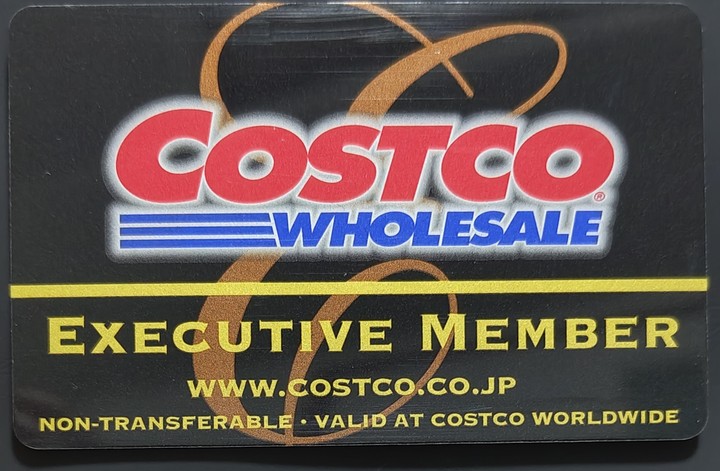 COSTCO®
WHOLESALE
EXECUTIVE MEMBER
WWW.COSTCO.CO.JP
NON-TRANSFERABLE · VALID AT COSTCO WORLDWIDE